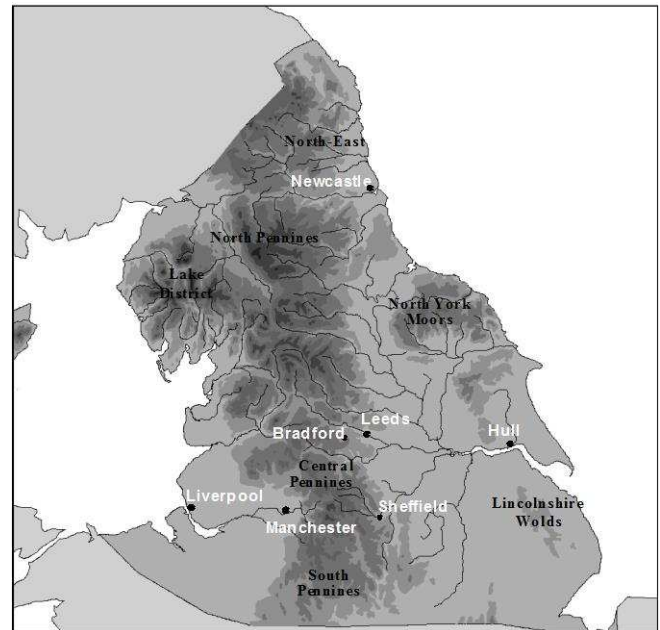 North-East
Newcastle
North Pennines
Lake
District
North York
Moors
Leeds
Bradford
Hull
Central
Pennines
Liverpool
Sheffield
Lincolnshire
Wolds
Manchester
South
Pennines